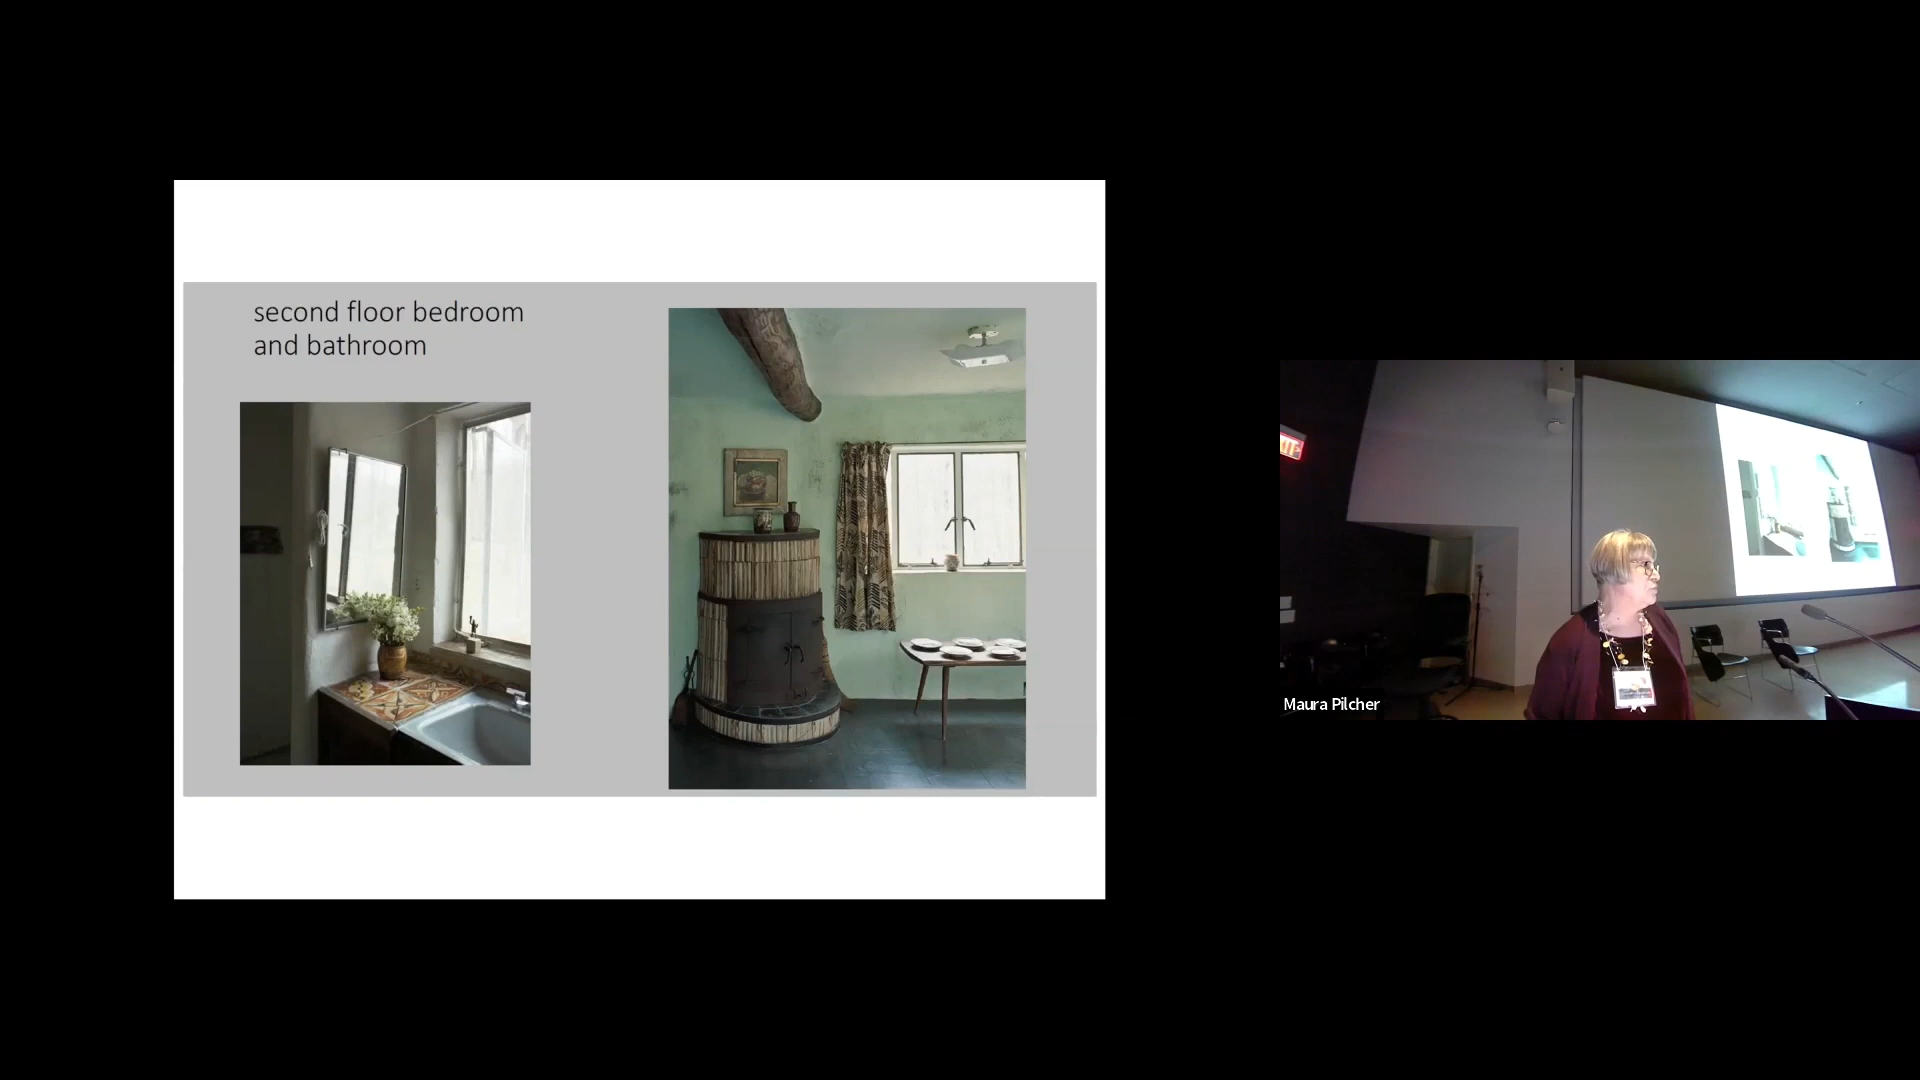 second floor bedroom
and bathroom
Maura Pilcher